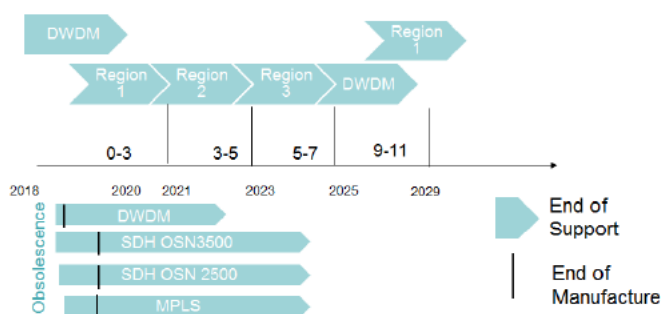 DWDM
Region
1
Region
1
Region
2
Region
3
DWDM
0-3
3-5
5-7
9-11
2018
2020
2021
2023
2025
2029
Obsolescence
DWDM
SDH OSN3500
SDH OSN 2500
MPLS
End of
Support
End of
Manufacture